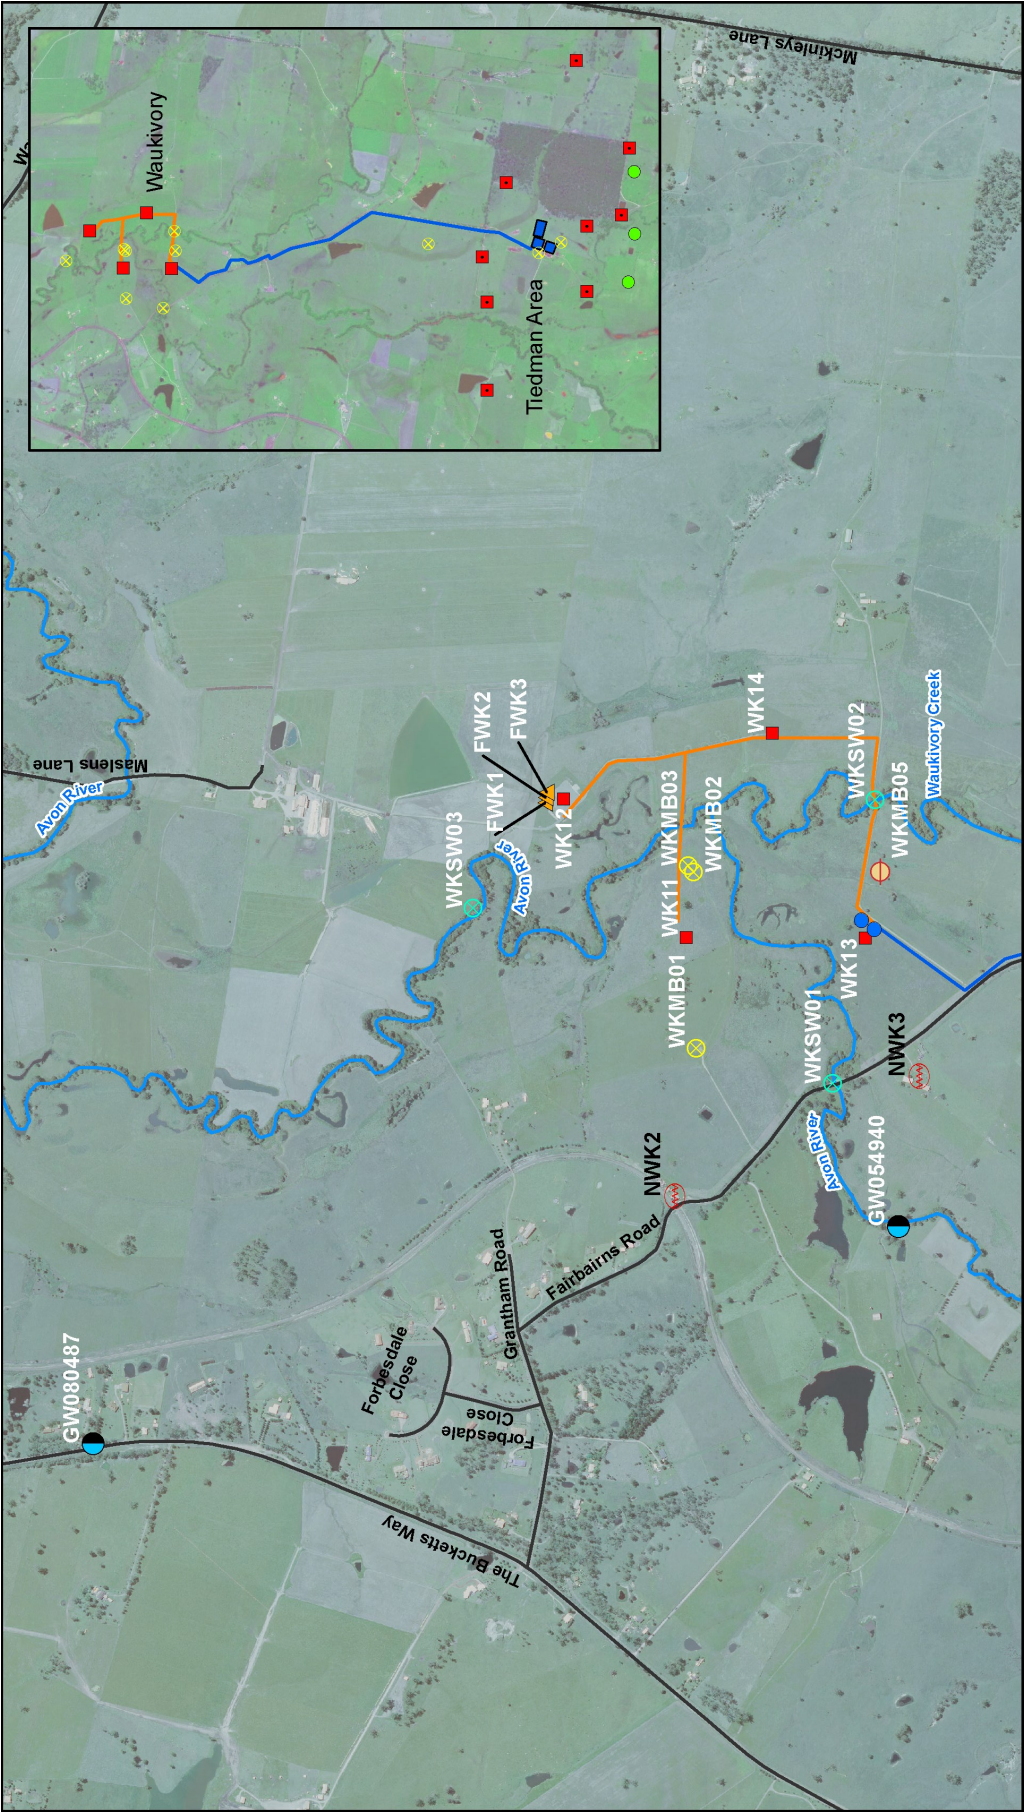 Mckinleys Lane
Waukivory
Tiedman Area
Maslens Lane
Avon River
FWK2
FWK3
FWK1
WK12
WK14
WKSW03
Avon River
WKMB03
WKMB02
WKSW02
WKMB05
Waukivory Creek
WK11
WKMB01
WK13
WKSW01
NWK3
Avon River
GW054940
NWK2
Fairbairns Road
Grantham Road
Forbesdale
Close
Forbesdale
Close
GW080487
The Bucketts Way